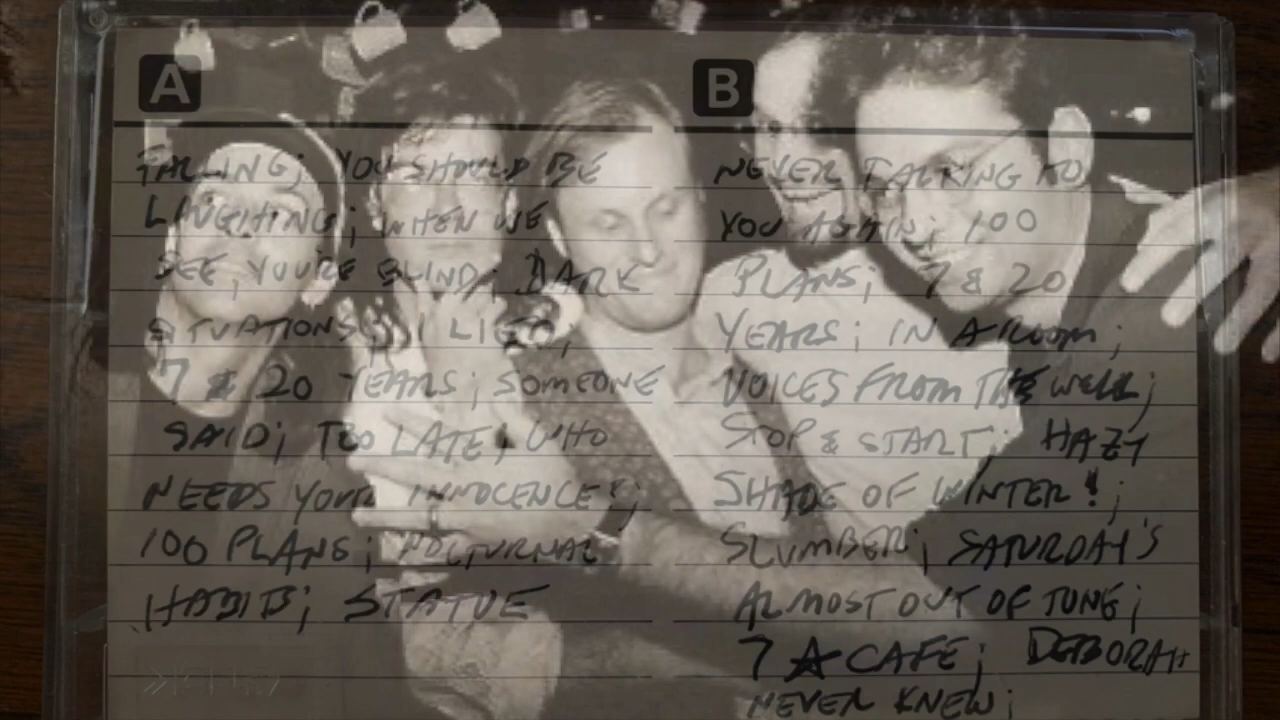 A
FALLING; YOU SHOULD BE
LAUGHING; WHEN WE
SEE, YOU'RE BLIND; DARK
SITUATIONS; I LIED;
7 & 20 YEARS; SOMEONE
SAID; TOO LATE; WHO
NEEDS YOUR INNOCENCE;
100 PLANS; NOCTURNAL
HABITS; STATUE
B
NEVER TALKING TO
YOU AGAIN; 100
PLANS; 7 & 20
YEARS; IN A ROOM;
VOICES FROM THE WELL;
STOP & START; HAZY
SHADE OF WINTER!;
SLUMBER; SATURDAY'S
ALMOST OUT OF TUNE;
7 ☆ CAFE; DEBORAH
NEVER KNEW;